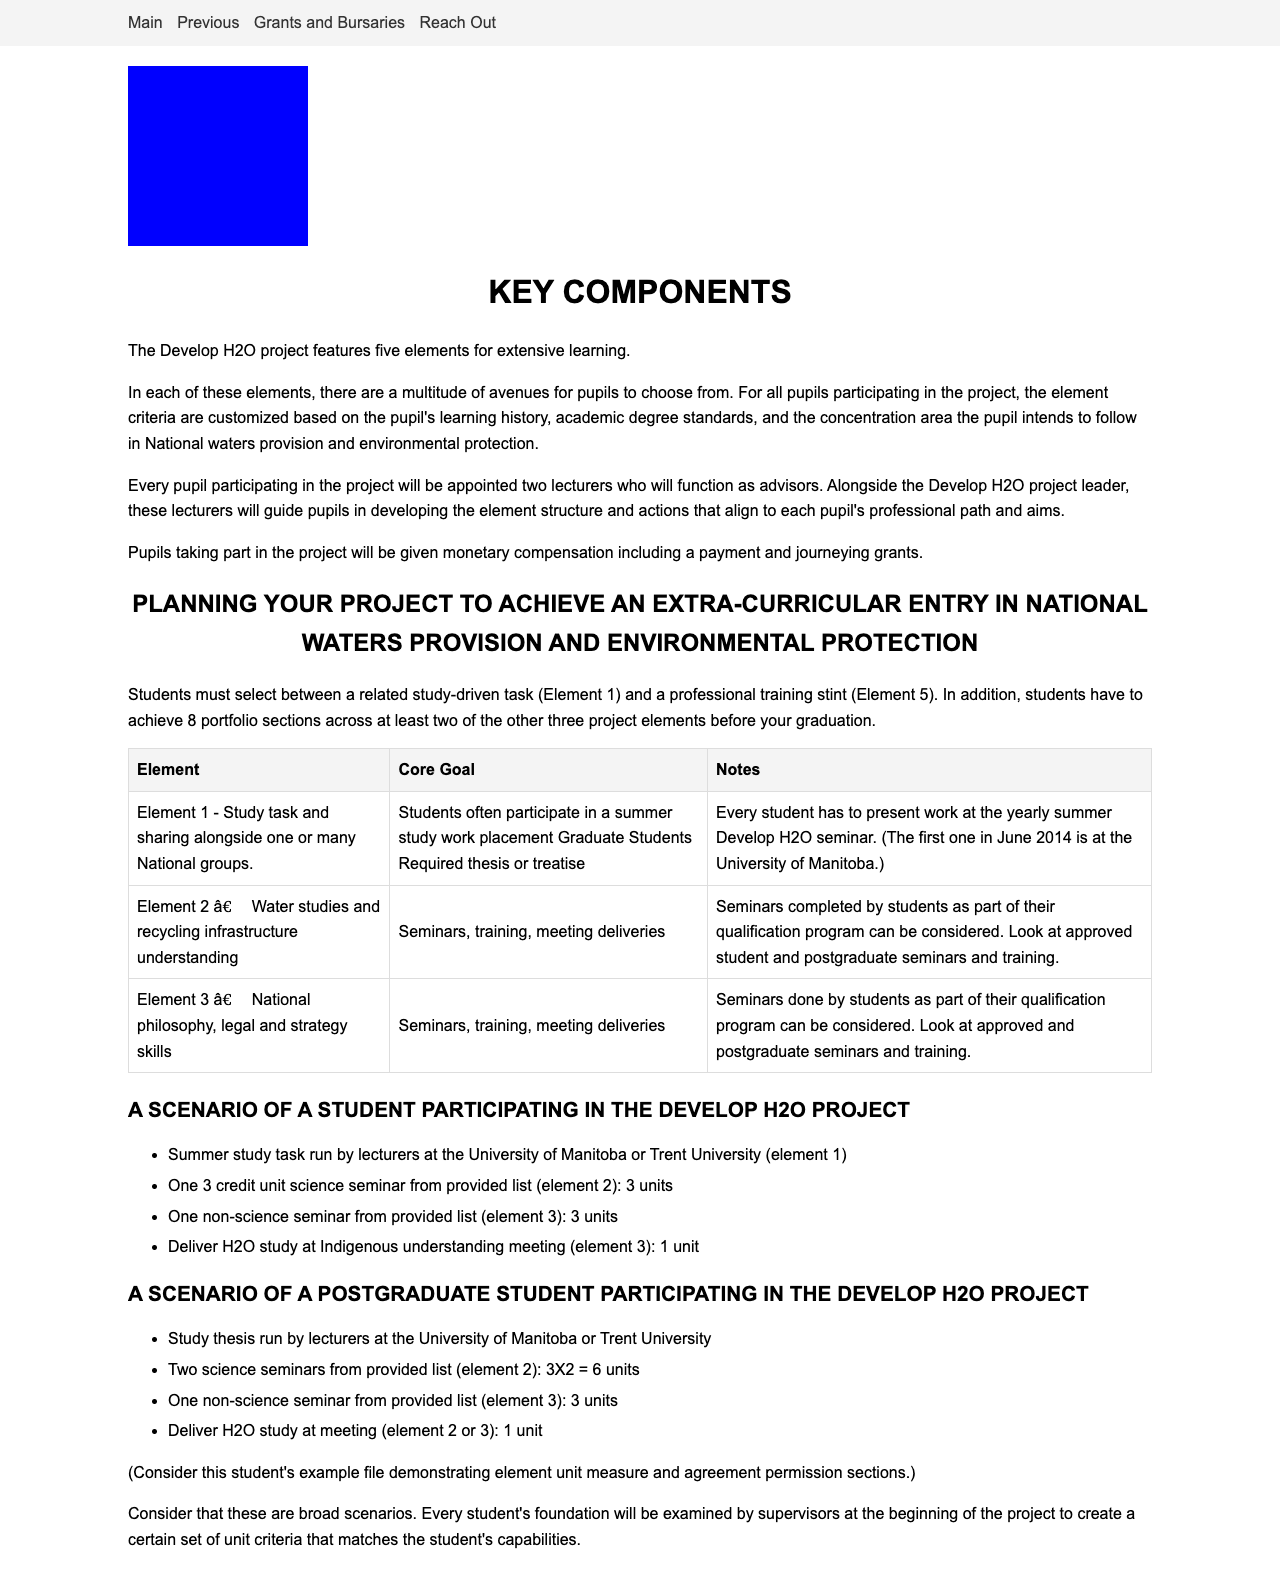 Main Previous Grants and Bursaries Reach Out
KEY COMPONENTS
The Develop H2O project features five elements for extensive learning.
In each of these elements, there are a multitude of avenues for pupils to choose from. For all pupils participating in the project, the element
criteria are customized based on the pupil's learning history, academic degree standards, and the concentration area the pupil intends to follow
in National waters provision and environmental protection.
Every pupil participating in the project will be appointed two lecturers who will function as advisors. Alongside the Develop H2O project leader,
these lecturers will guide pupils in developing the element structure and actions that align to each pupil's professional path and aims.
Pupils taking part in the project will be given monetary compensation including a payment and journeying grants.
PLANNING YOUR PROJECT TO ACHIEVE AN EXTRA-CURRICULAR ENTRY IN NATIONAL
WATERS PROVISION AND ENVIRONMENTAL PROTECTION
Students must select between a related study-driven task (Element 1) and a professional training stint (Element 5). In addition, students have to
achieve 8 portfolio sections across at least two of the other three project elements before your graduation.
Element
Core Goal
Notes
Element 1 - Study task and
sharing alongside one or many
National groups.
Students often participate in a summer
study work placement Graduate Students
Required thesis or treatise
Every student has to present work at the yearly summer
Develop H2O seminar. (The first one in June 2014 is at the
University of Manitoba.)
Element 2 â€ Water studies and
recycling infrastructure
understanding
Seminars, training, meeting deliveries
Seminars completed by students as part of their
qualification program can be considered. Look at approved
student and postgraduate seminars and training.
Element 3 â€ National
philosophy, legal and strategy
skills
Seminars, training, meeting deliveries
Seminars done by students as part of their qualification
program can be considered. Look at approved and
postgraduate seminars and training.
A SCENARIO OF A STUDENT PARTICIPATING IN THE DEVELOP H2O PROJECT
• Summer study task run by lecturers at the University of Manitoba or Trent University (element 1)
• One 3 credit unit science seminar from provided list (element 2): 3 units
• One non-science seminar from provided list (element 3): 3 units
• Deliver H2O study at Indigenous understanding meeting (element 3): 1 unit
A SCENARIO OF A POSTGRADUATE STUDENT PARTICIPATING IN THE DEVELOP H2O PROJECT
• Study thesis run by lecturers at the University of Manitoba or Trent University
• Two science seminars from provided list (element 2): 3X2 = 6 units
• One non-science seminar from provided list (element 3): 3 units
• Deliver H2O study at meeting (element 2 or 3): 1 unit
(Consider this student's example file demonstrating element unit measure and agreement permission sections.)
Consider that these are broad scenarios. Every student's foundation will be examined by supervisors at the beginning of the project to create a
certain set of unit criteria that matches the student's capabilities.